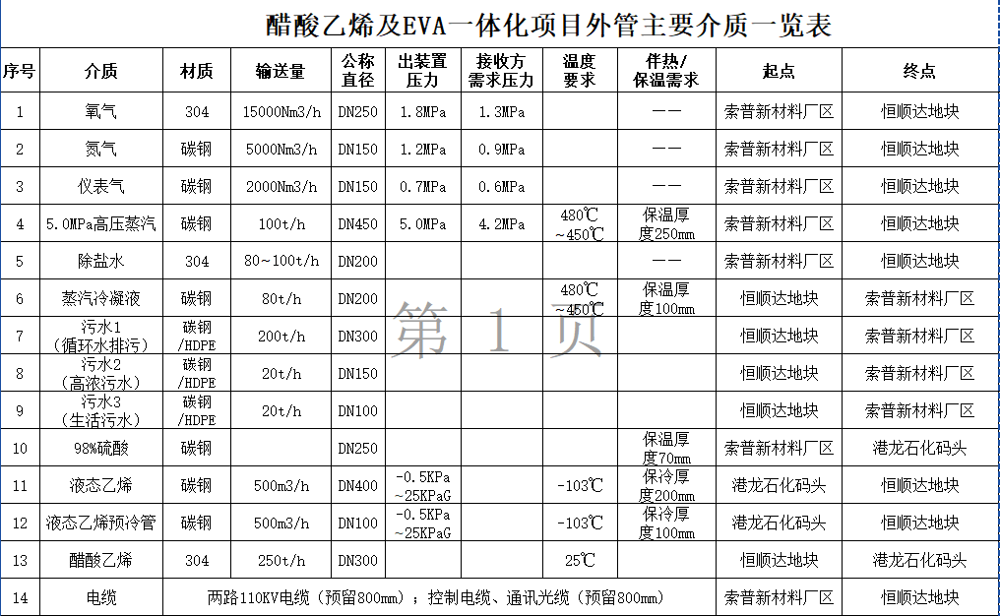 醋酸乙烯及EVA一体化项目外管主要介质一览表
序号 介质 材质 输送量 公称直径 出装置压力 接收方需求压力 温度要求 伴热/保温需求 起点 终点
1 氧气 304 15000Nm3/h DN250 1.8MPa 1.3MPa —— 索普新材料厂区 恒顺达地块
2 氮气 碳钢 5000Nm3/h DN150 1.2MPa 0.9MPa —— 索普新材料厂区 恒顺达地块
3 仪表气 碳钢 2000Nm3/h DN150 0.7MPa 0.6MPa —— 索普新材料厂区 恒顺达地块
4 5.0MPa高压蒸汽 碳钢 100t/h DN450 5.0MPa 4.2MPa 480℃~450℃ 保温厚度250mm 索普新材料厂区 恒顺达地块
5 除盐水 304 80~100t/h DN200 —— 索普新材料厂区 恒顺达地块
6 蒸汽冷凝液 碳钢 80t/h DN200 480℃~450℃ 保温厚度100mm 恒顺达地块 索普新材料厂区
7 污水1（循环水排污） 碳钢/HDPE 200t/h DN300 恒顺达地块 索普新材料厂区
8 污水2（高浓污水） 碳钢/HDPE 20t/h DN150 恒顺达地块 索普新材料厂区
9 污水3（生活污水） 碳钢/HDPE 20t/h DN100 恒顺达地块 索普新材料厂区
10 98%硫酸 碳钢 DN250 保温厚度70mm 索普新材料厂区 港龙石化码头
11 液态乙烯 碳钢 500m3/h DN400 -0.5KPa~25KPaG -103℃ 保冷厚度200mm 港龙石化码头 恒顺达地块
12 液态乙烯预冷管 碳钢 500m3/h DN100 -0.5KPa~25KPaG -103℃ 保冷厚度100mm 港龙石化码头 恒顺达地块
13 醋酸乙烯 304 250t/h DN300 25℃ 恒顺达地块 港龙石化码头
14 电缆 两路110KV电缆（预留800mm）；控制电缆、通讯光缆（预留800mm） 索普新材料厂区 恒顺达地块
第 1 页